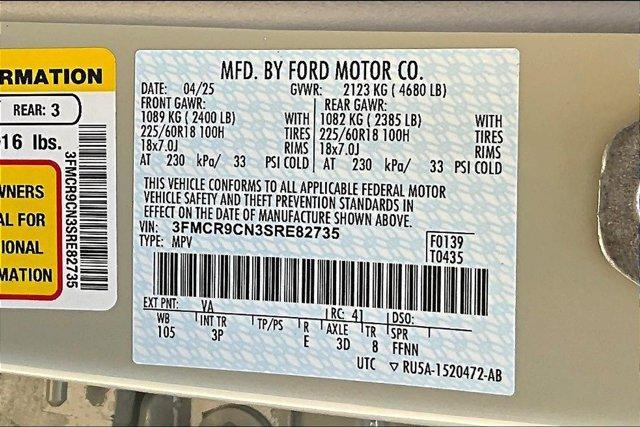 RMATION
REAR: 3
16 lbs.
WNERS
AL FOR
TIONAL
MATION
3FMCR9CN3SRE82735
MFD. BY FORD MOTOR CO.
DATE: 04/25 GVWR: 2123 KG ( 4680 LB)
FRONT GAWR: REAR GAWR:
1089 KG ( 2400 LB) WITH 1082 KG ( 2385 LB) WITH
225/60R18 100H TIRES 225/60R18 100H TIRES
18x7.0J RIMS 18x7.0J RIMS
AT 230 kPa/ 33 PSI COLD AT 230 kPa/ 33 PSI COLD
THIS VEHICLE CONFORMS TO ALL APPLICABLE FEDERAL MOTOR
VEHICLE SAFETY AND THEFT PREVENTION STANDARDS IN
EFFECT ON THE DATE OF MANUFACTURE SHOWN ABOVE.
VIN: 3FMCR9CN3SRE82735 F0139
TYPE: MPV T0435
EXT PNT: VA RC: 41 DSO:
WB INT TR TP/PS R AXLE TR SPR
105 3P E 3D 8 FFNN
UTC ▽ RU5A-1520472-AB